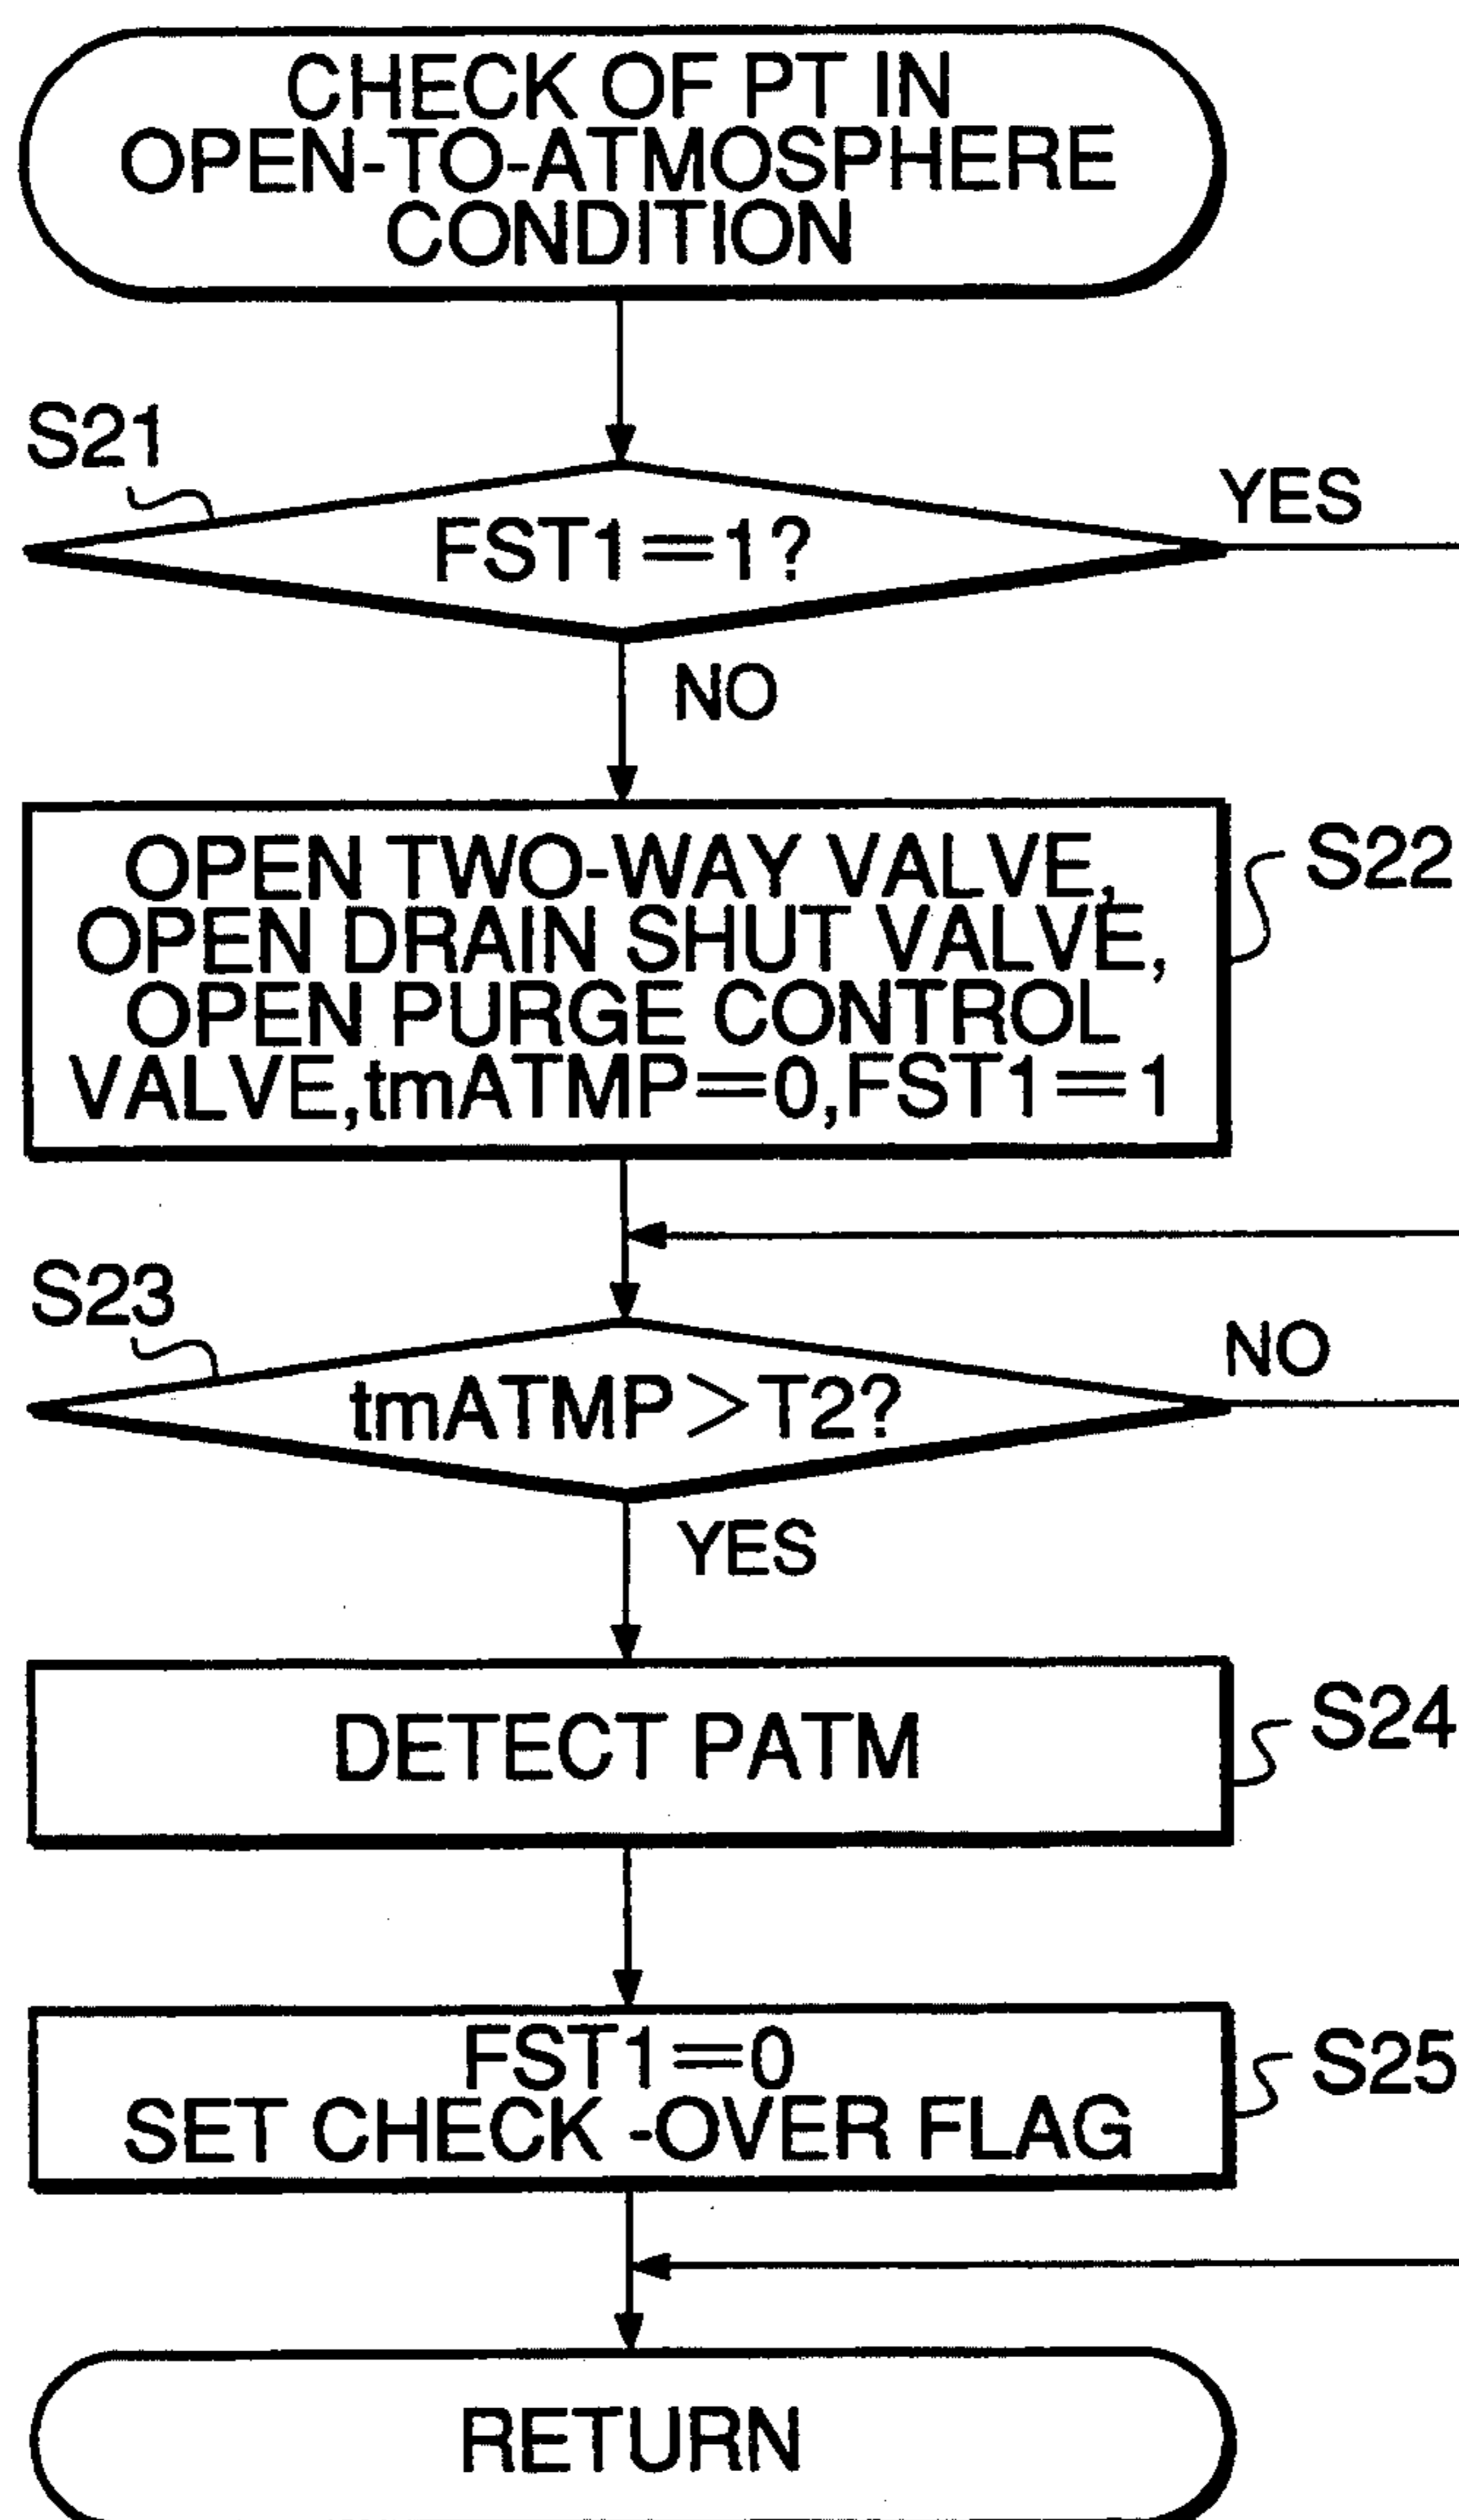 CHECK OF PT IN
OPEN-TO-ATMOSPHERE
CONDITION
S21
YES
FST1=1?
NO
OPEN TWO-WAY VALVE,
OPEN DRAIN SHUT VALVE,
OPEN PURGE CONTROL
VALVE,tmATMP=0,FST1=1
S22
S23
NO
tmATMP>T2?
YES
DETECT PATM
S24
FST1=0
SET CHECK -OVER FLAG
S25
RETURN